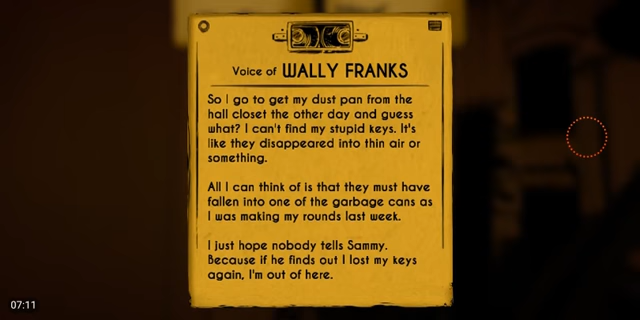 Voice of WALLY FRANKS
So I go to get my dust pan from the
hall closet the other day and guess
what? I can't find my stupid keys. It's
like they disappeared into thin air or
something.
All I can think of is that they must have
fallen into one of the garbage cans as
I was making my rounds last week.
I just hope nobody tells Sammy.
Because if he finds out I lost my keys
again, I'm out of here.
07:11